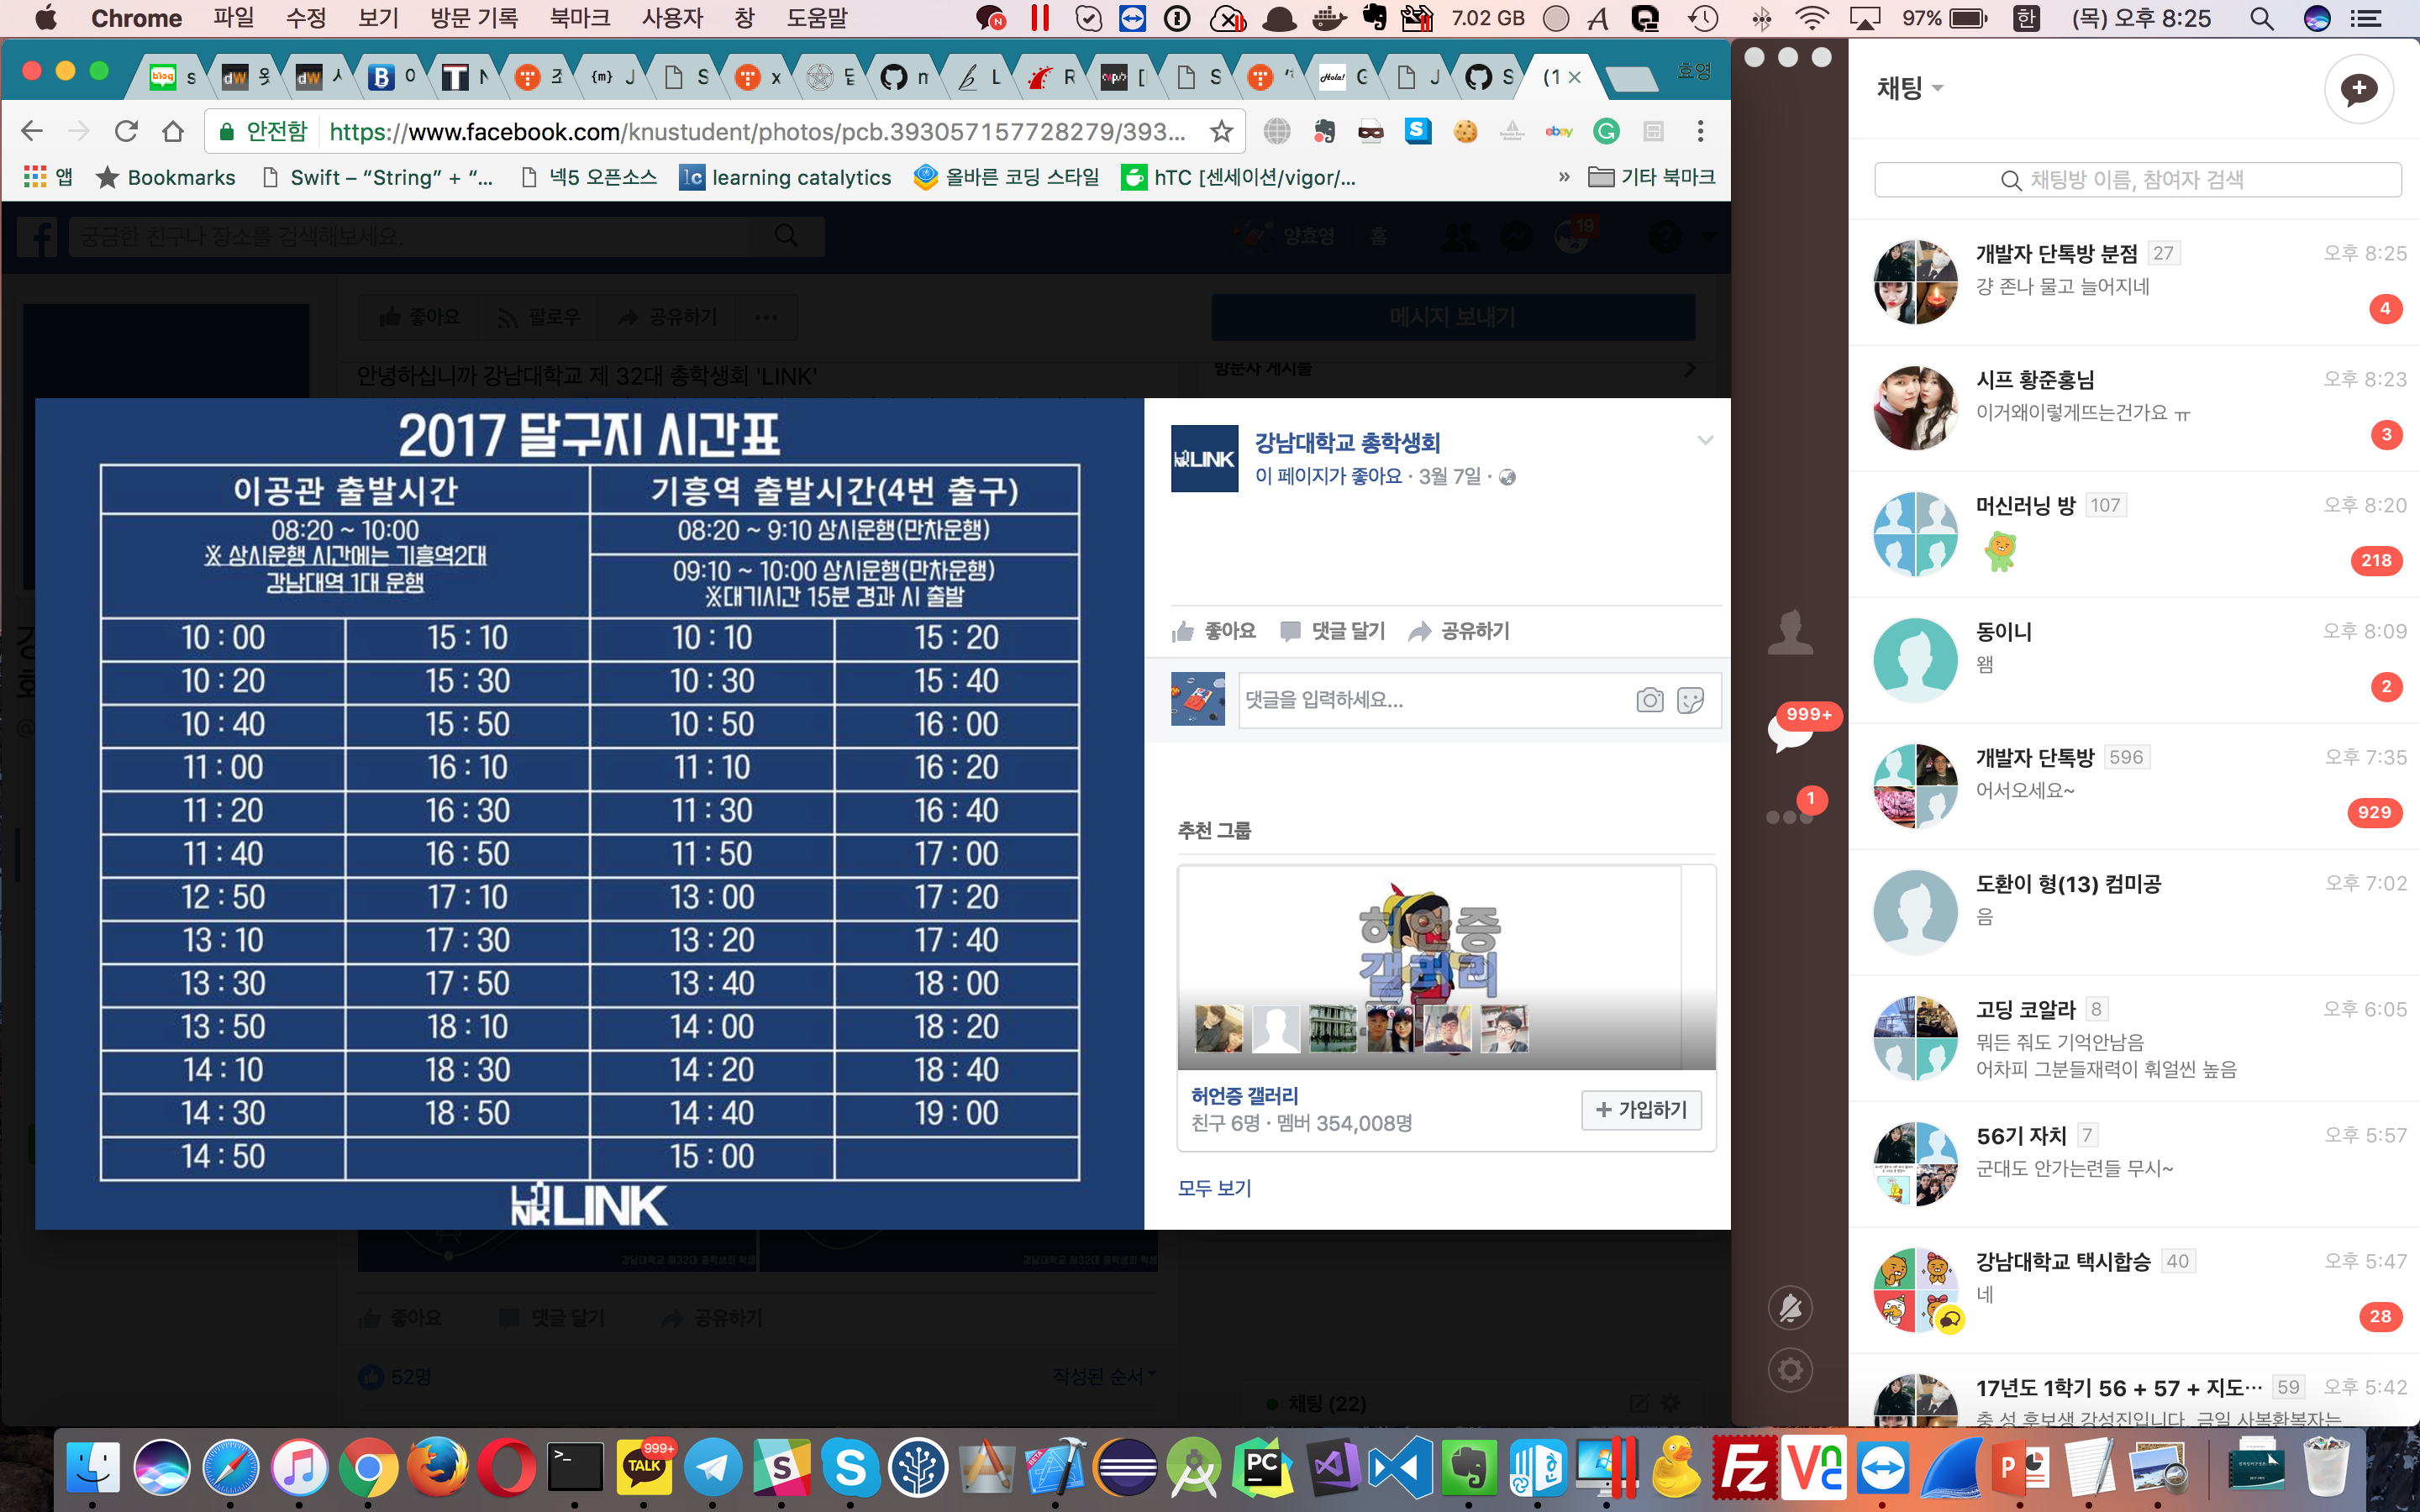 Chrome 파일 수정 보기 방문 기록 북마크 사용자 창 도움말 7.02 GB 97% 한 (목) 오후 8:25
효영
안전함 https://www.facebook.com/knustudent/photos/pcb.393057157728279/393...
앱 Bookmarks Swift – “String” + “... 넥5 오픈소스 learning catalytics 올바른 코딩 스타일 hTC [센세이션/vigor/... » 기타 북마크
궁금한 친구나 장소를 검색해보세요.
양효영 홈 19
좋아요 팔로우 공유하기 ···
메시지 보내기
안녕하십니까 강남대학교 제 32대 총학생회 'LINK'
방문자 게시물
2017 달구지 시간표
이공관 출발시간 기흥역 출발시간(4번 출구)
08:20 ~ 10:00
※ 상시운행 시간에는 기흥역2대
강남대역 1대 운행
08:20 ~ 9:10 상시운행(만차운행)
09:10 ~ 10:00 상시운행(만차운행)
※대기시간 15분 경과 시 출발
10 : 00 15 : 10 10 : 10 15 : 20
10 : 20 15 : 30 10 : 30 15 : 40
10 : 40 15 : 50 10 : 50 16 : 00
11 : 00 16 : 10 11 : 10 16 : 20
11 : 20 16 : 30 11 : 30 16 : 40
11 : 40 16 : 50 11 : 50 17 : 00
12 : 50 17 : 10 13 : 00 17 : 20
13 : 10 17 : 30 13 : 20 17 : 40
13 : 30 17 : 50 13 : 40 18 : 00
13 : 50 18 : 10 14 : 00 18 : 20
14 : 10 18 : 30 14 : 20 18 : 40
14 : 30 18 : 50 14 : 40 19 : 00
14 : 50 15 : 00
LINK
LINK
강남대학교 총학생회
이 페이지가 좋아요 · 3월 7일 ·
좋아요 댓글 달기 공유하기
댓글을 입력하세요...
추천 그룹
허언증
갤러리
허언증 갤러리
친구 6명 · 멤버 354,008명
+ 가입하기
모두 보기
좋아요 댓글 달기 공유하기
52명
작성된 순서
채팅 (22)
채팅
채팅방 이름, 참여자 검색
999+
1
개발자 단톡방 분점 27 오후 8:25
걍 존나 물고 늘어지네
4
시프 황준홍님 오후 8:23
이거왜이렇게뜨는건가요 ㅠ
3
머신러닝 방 107 오후 8:20
218
동이니 오후 8:09
왬
2
개발자 단톡방 596 오후 7:35
어서오세요~
929
도환이 형(13) 컴미공 오후 7:02
음
고딩 코알라 8 오후 6:05
뭐든 줘도 기억안남음
어차피 그분들재력이 훠얼씬 높음
56기 자치 7 오후 5:57
군대도 안가는련들 무시~
강남대학교 택시합승 40 오후 5:47
네
28
17년도 1학기 56 + 57 + 지도… 59 오후 5:42
충 성 후보생 강성진입니다. 금일 사복환복자는
999+
TALK